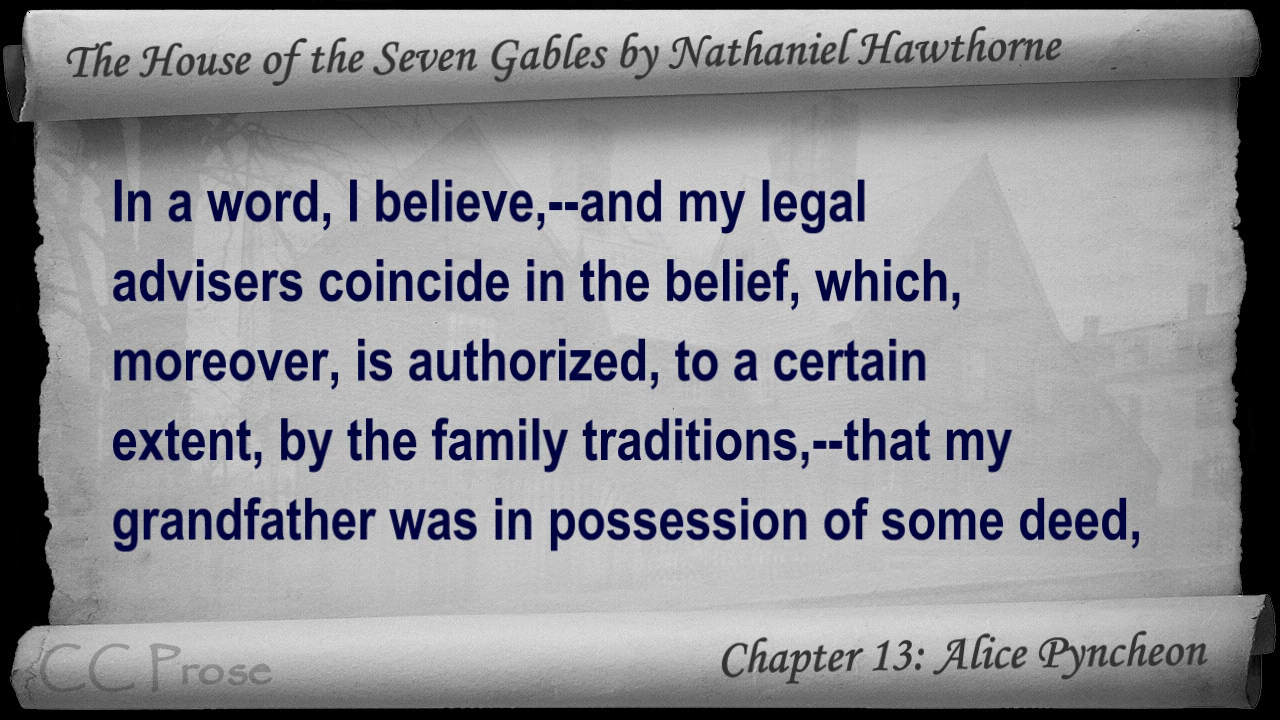 The House of the Seven Gables by Nathaniel Hawthorne
In a word, I believe,--and my legal
advisers coincide in the belief, which,
moreover, is authorized, to a certain
extent, by the family traditions,--that my
grandfather was in possession of some deed,
CC Prose
Chapter 13: Alice Pyncheon